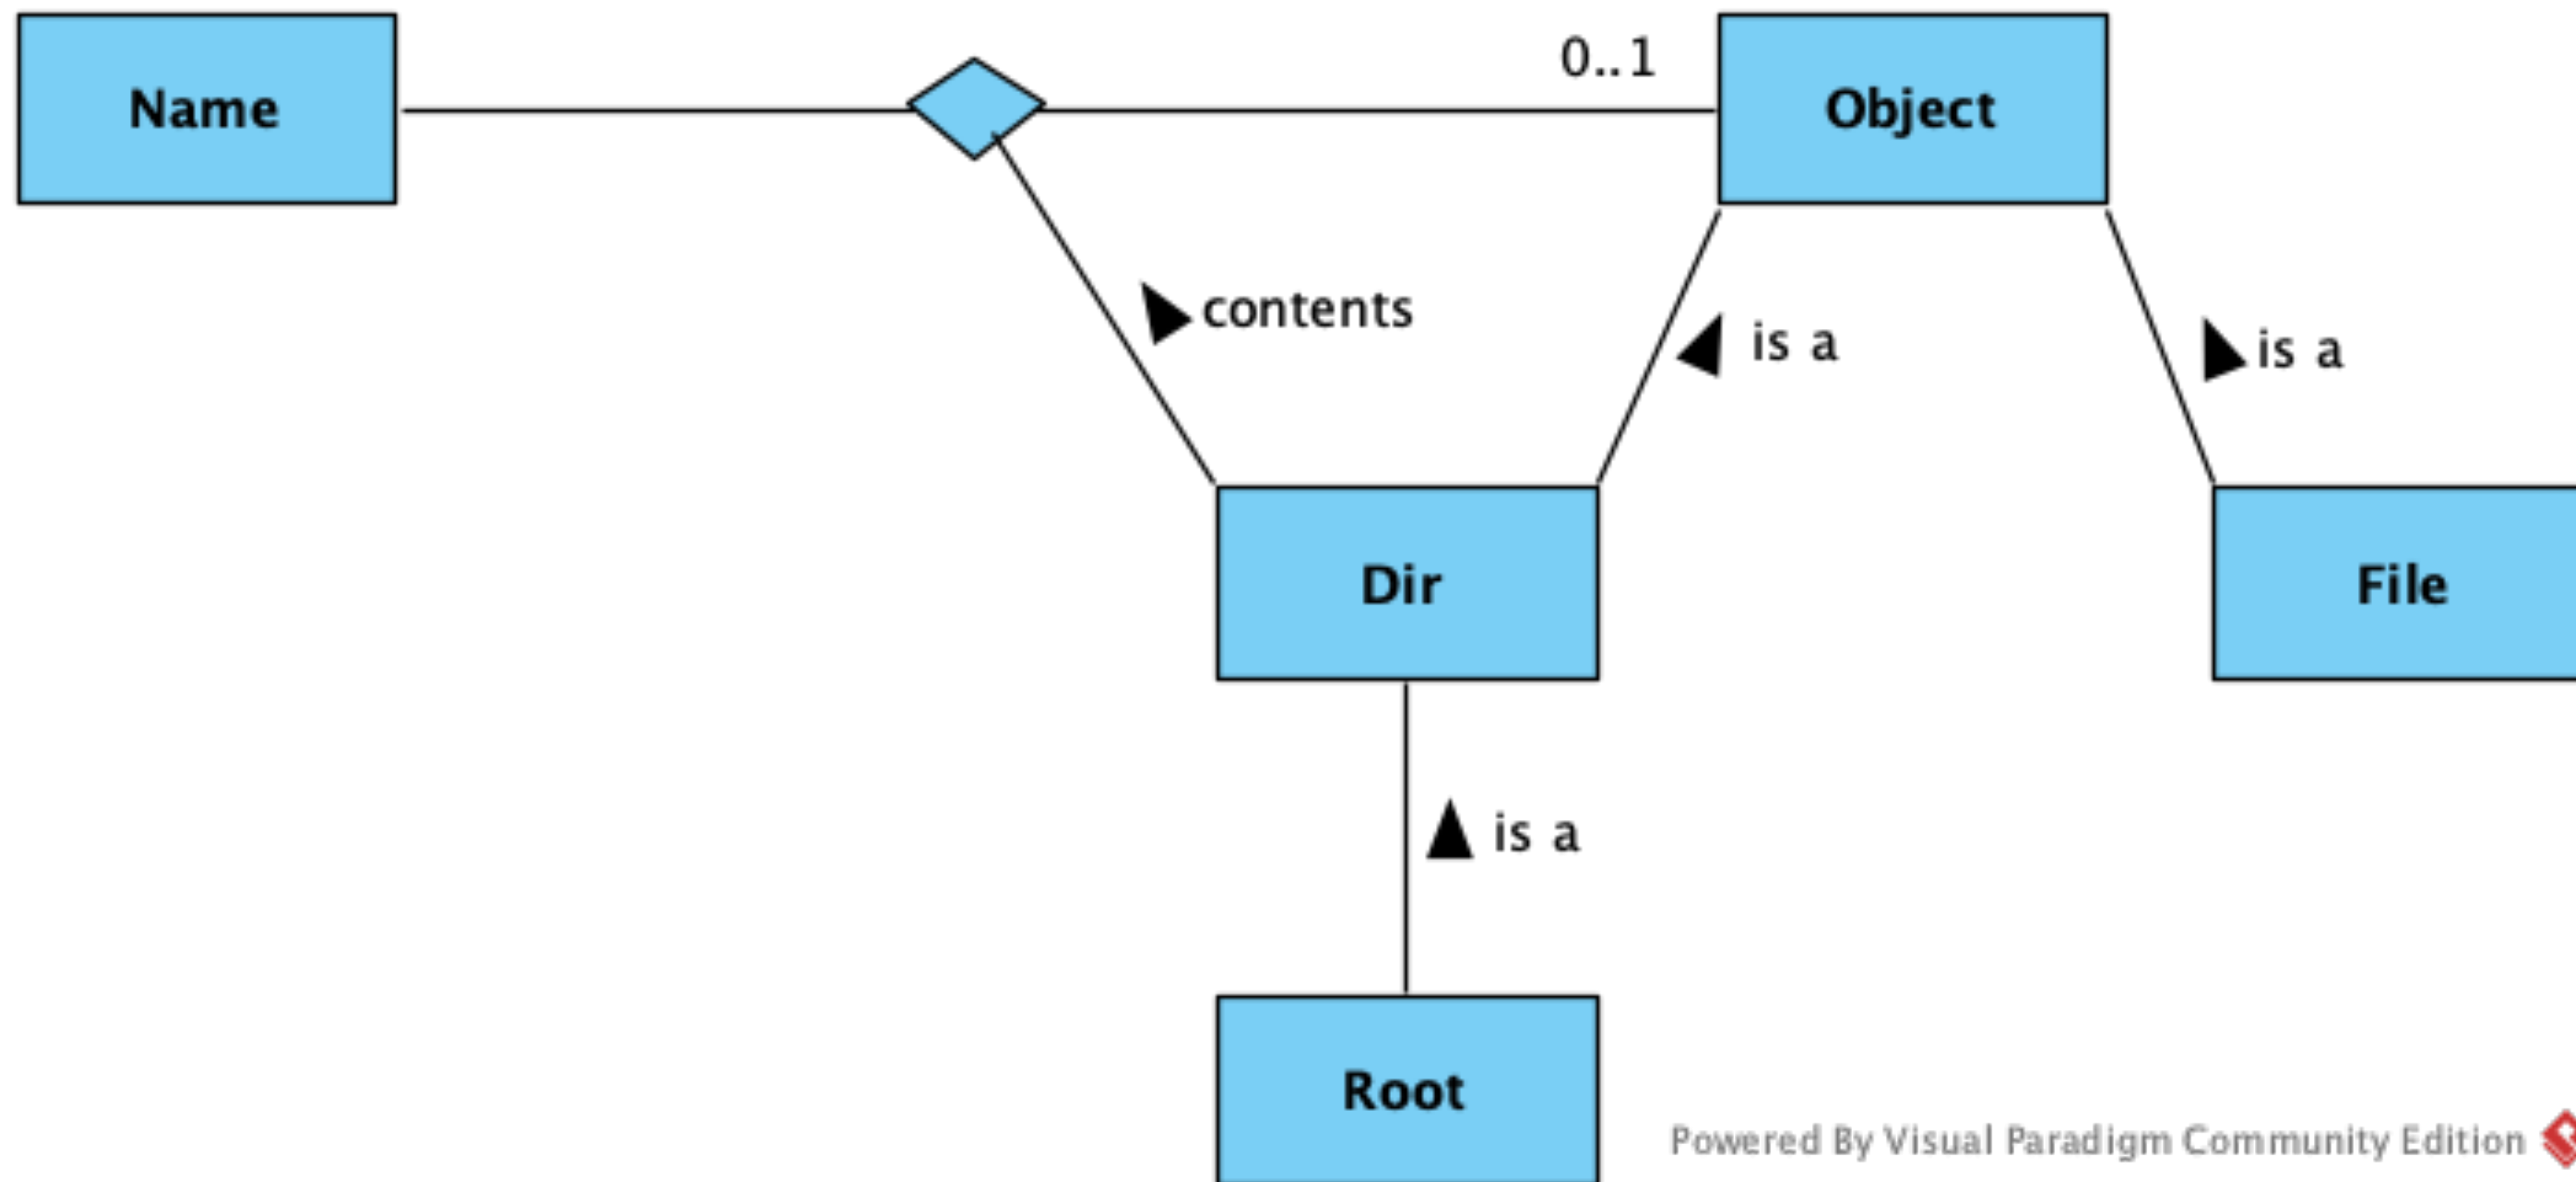 0..1
Name
Object
contents
is a
is a
Dir
File
is a
Root
Powered By Visual Paradigm Community Edition